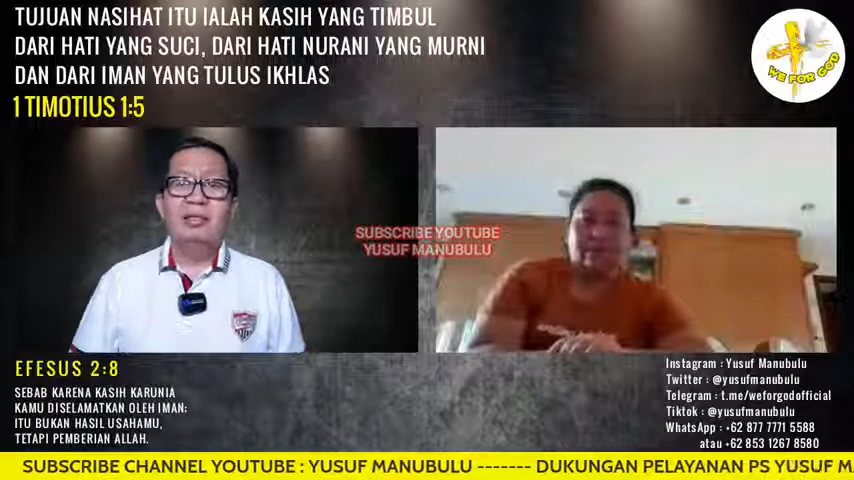 TUJUAN NASIHAT ITU IALAH KASIH YANG TIMBUL
DARI HATI YANG SUCI, DARI HATI NURANI YANG MURNI
DAN DARI IMAN YANG TULUS IKHLAS
1 TIMOTIUS 1:5
WE FOR GOD
SUBSCRIBE YOUTUBE
YUSUF MANUBULU
EFESUS 2:8
SEBAB KARENA KASIH KARUNIA
KAMU DISELAMATKAN OLEH IMAN;
ITU BUKAN HASIL USAHAMU,
TETAPI PEMBERIAN ALLAH.
Instagram : Yusuf Manubulu
Twitter : @yusufmanubulu
Telegram : t.me/weforgodofficial
Tiktok : @yusufmanubulu
WhatsApp : +62 877 7771 5588
atau +62 853 1267 8580
SUBSCRIBE CHANNEL YOUTUBE : YUSUF MANUBULU ------- DUKUNGAN PELAYANAN PS YUSUF MA